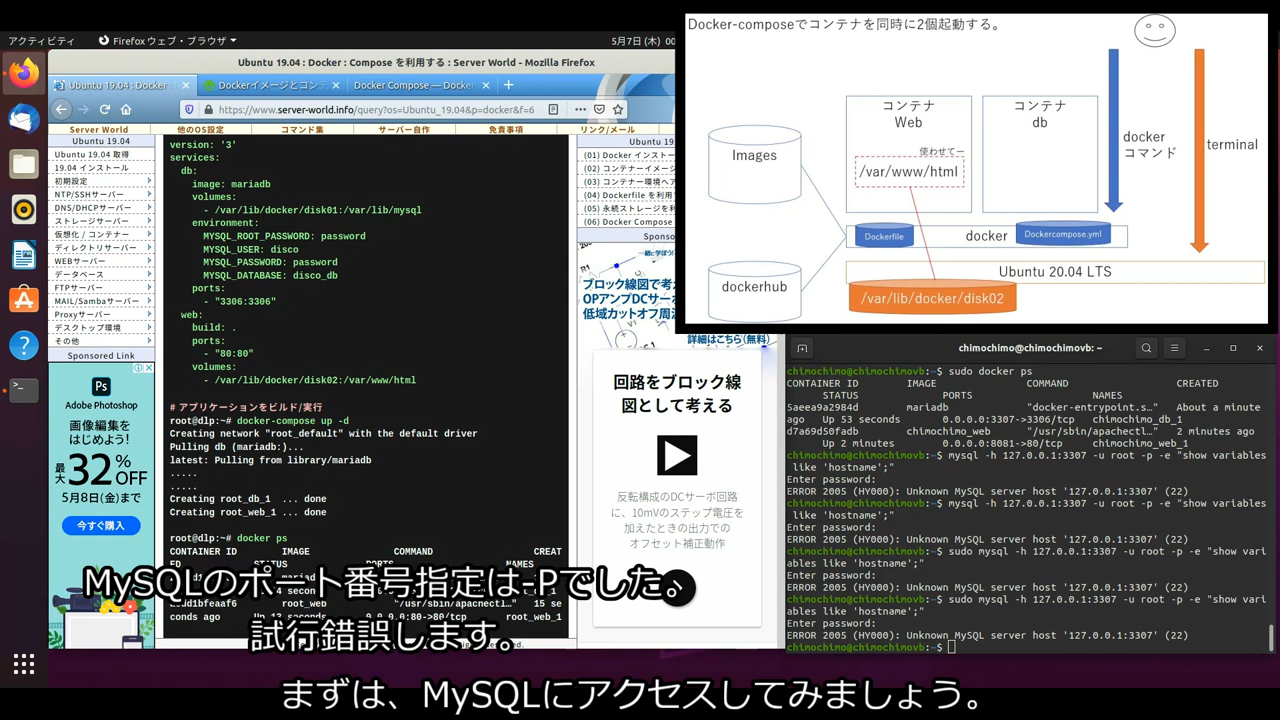 アクティビティ
Firefox ウェブ・ブラウザ
5月7日 (木)
Ubuntu 19.04 : Docker : Compose を利用する : Server World - Mozilla Firefox
Ubuntu 19.04 : Docker
Dockerイメージとコンテ
Docker Compose — Docker
https://www.server-world.info/query?os=Ubuntu_19.04&p=docker&f=6
Server World
他のOS設定
コマンド集
サーバー自作
免責事項
リンク/メール
Ubuntu 19.04
Ubuntu 19.04 取得
19.04 インストール
初期設定
NTP/SSHサーバー
DNS/DHCPサーバー
ストレージサーバー
仮想化 / コンテナー
ディレクトリサーバー
WEBサーバー
データベース
FTPサーバー
MAIL/Sambaサーバー
Proxyサーバー
デスクトップ環境
その他
Sponsored Link
Ps
Adobe Photoshop
画像編集を
はじめよう!
最大32%OFF
5月8日(金)まで
今すぐ購入
version: '3'
services:
db:
image: mariadb
volumes:
- /var/lib/docker/disk01:/var/lib/mysql
environment:
MYSQL_ROOT_PASSWORD: password
MYSQL_USER: disco
MYSQL_PASSWORD: password
MYSQL_DATABASE: disco_db
ports:
- "3306:3306"
web:
build: .
ports:
- "80:80"
volumes:
- /var/lib/docker/disk02:/var/www/html
# アプリケーションをビルド/実行
root@dlp:~# docker-compose up -d
Creating network "root_default" with the default driver
Pulling db (mariadb:)...
latest: Pulling from library/mariadb
.....
.....
Creating root_db_1 ... done
Creating root_web_1 ... done
root@dlp:~# docker ps
CONTAINER ID IMAGE COMMAND CREAT
root_web "/usr/sbin/apachectl…" 15 se
conds ago 0.0.0.0:80->80/tcp root_web_1
(01) Docker インストー
(02) コンテナーイメー
(03) コンテナー環境へア
(04) Dockerfile を利用
(05) 永続ストレージを利
(06) Docker Compose
Sponso
ブロック線図で考
OPアンプDCサー
低域カットオフ周
詳細はこちら(無料)
回路をブロック線
図として考える
反転構成のDCサーボ回路
に、10mVのステップ電圧を
加えたときの出力での
オフセット補正動作
Docker-composeでコンテナを同時に2個起動する。
コンテナ
Web
コンテナ
db
docker
コマンド
terminal
Images
使わせてー
/var/www/html
Dockerfile
docker
Dockercompose.yml
dockerhub
Ubuntu 20.04 LTS
/var/lib/docker/disk02
chimochimo@chimochimovb: ~
chimochimo@chimochimovb:~$ sudo docker ps
CONTAINER ID IMAGE COMMAND CREATED
STATUS PORTS NAMES
5aeea9a2984d mariadb "docker-entrypoint.s…" About a minute
ago Up 53 seconds 0.0.0.0:3307->3306/tcp chimochimo_db_1
d7a69d50fadb chimochimo_web "/usr/sbin/apachectl…" 2 minutes ago
Up 2 minutes 0.0.0.0:8081->80/tcp chimochimo_web_1
chimochimo@chimochimovb:~$ mysql -h 127.0.0.1:3307 -u root -p -e "show variables
like 'hostname';"
Enter password:
ERROR 2005 (HY000): Unknown MySQL server host '127.0.0.1:3307' (22)
chimochimo@chimochimovb:~$ mysql -h 127.0.0.1:3307 -u root -p -e "show variables
like 'hostname';"
Enter password:
ERROR 2005 (HY000): Unknown MySQL server host '127.0.0.1:3307' (22)
chimochimo@chimochimovb:~$ sudo mysql -h 127.0.0.1:3307 -u root -p -e "show vari
ables like 'hostname';"
Enter password:
ERROR 2005 (HY000): Unknown MySQL server host '127.0.0.1:3307' (22)
chimochimo@chimochimovb:~$ sudo mysql -h 127.0.0.1:3307 -u root -p -e "show vari
ables like 'hostname';"
Enter password:
ERROR 2005 (HY000): Unknown MySQL server host '127.0.0.1:3307' (22)
chimochimo@chimochimovb:~$
MySQLのポート番号指定は-Pでした。
試行錯誤します。
まずは、MySQLにアクセスしてみましょう。